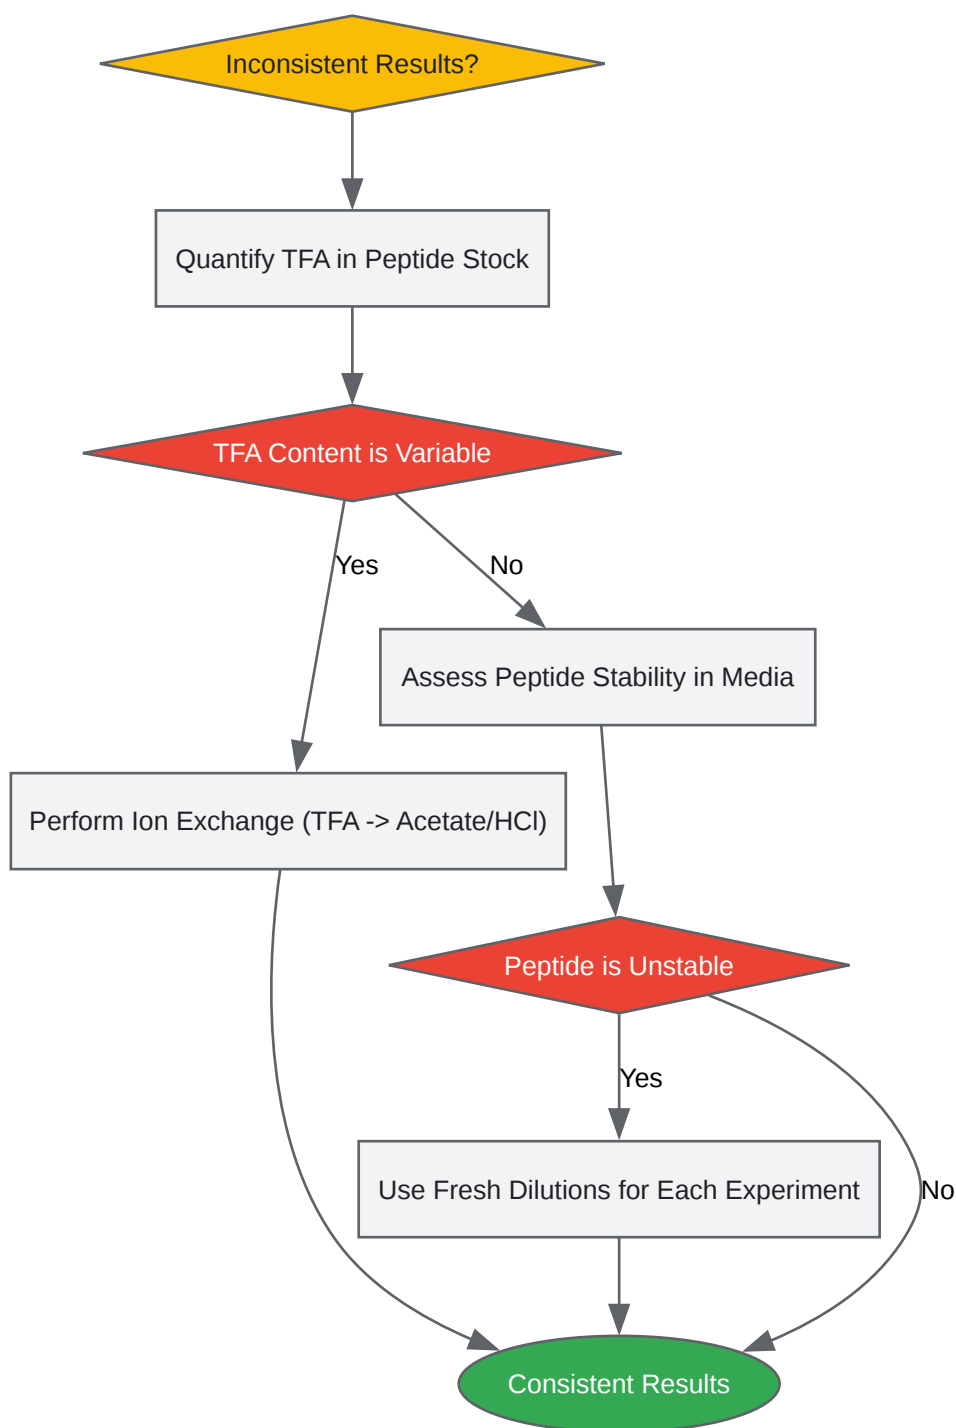 Inconsistent Results?
Quantify TFA in Peptide Stock
TFA Content is Variable
Yes
No
Assess Peptide Stability in Media
Perform Ion Exchange (TFA -> Acetate/HCl)
Peptide is Unstable
Yes
Use Fresh Dilutions for Each Experiment
No
Consistent Results